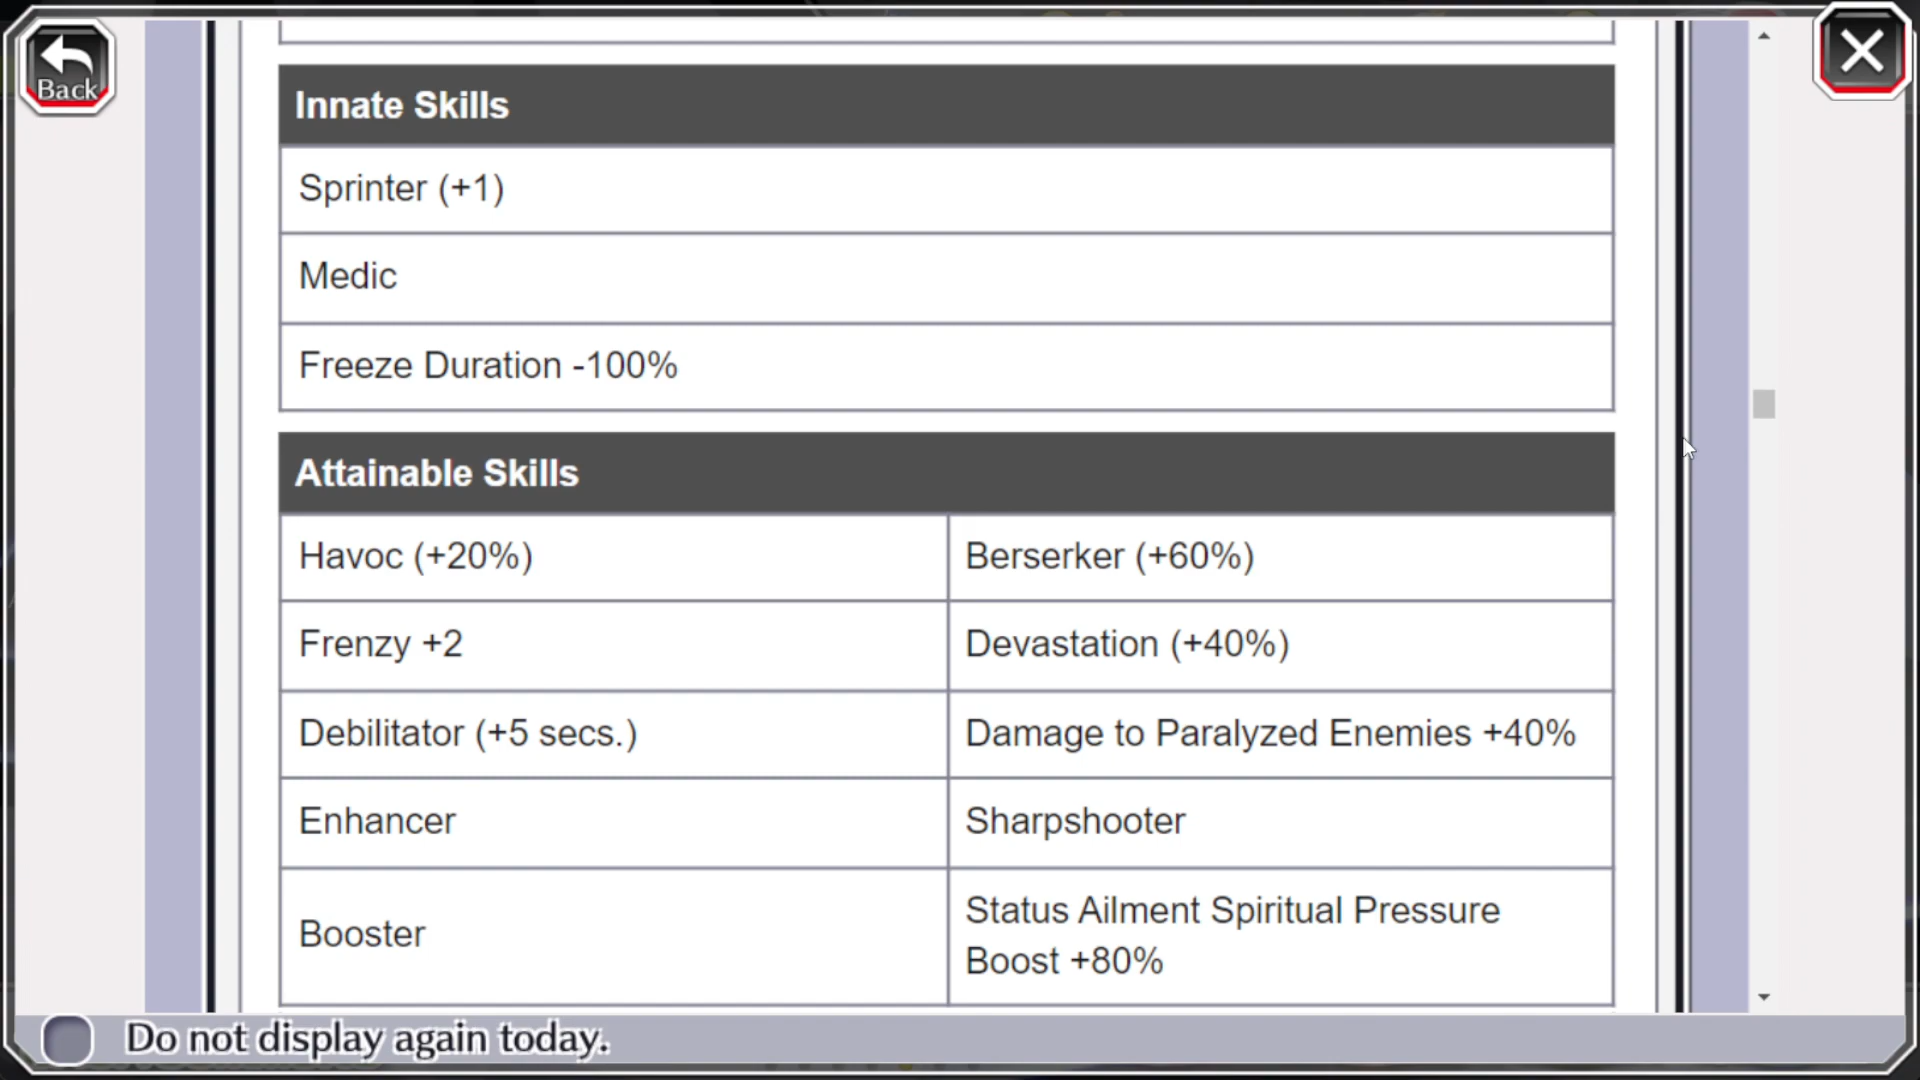 Back
Innate Skills
Sprinter (+1)
Medic
Freeze Duration -100%
Attainable Skills
Havoc (+20%)
Berserker (+60%)
Frenzy +2
Devastation (+40%)
Debilitator (+5 secs.)
Damage to Paralyzed Enemies +40%
Enhancer
Sharpshooter
Booster
Status Ailment Spiritual Pressure
Boost +80%
Do not display again today.